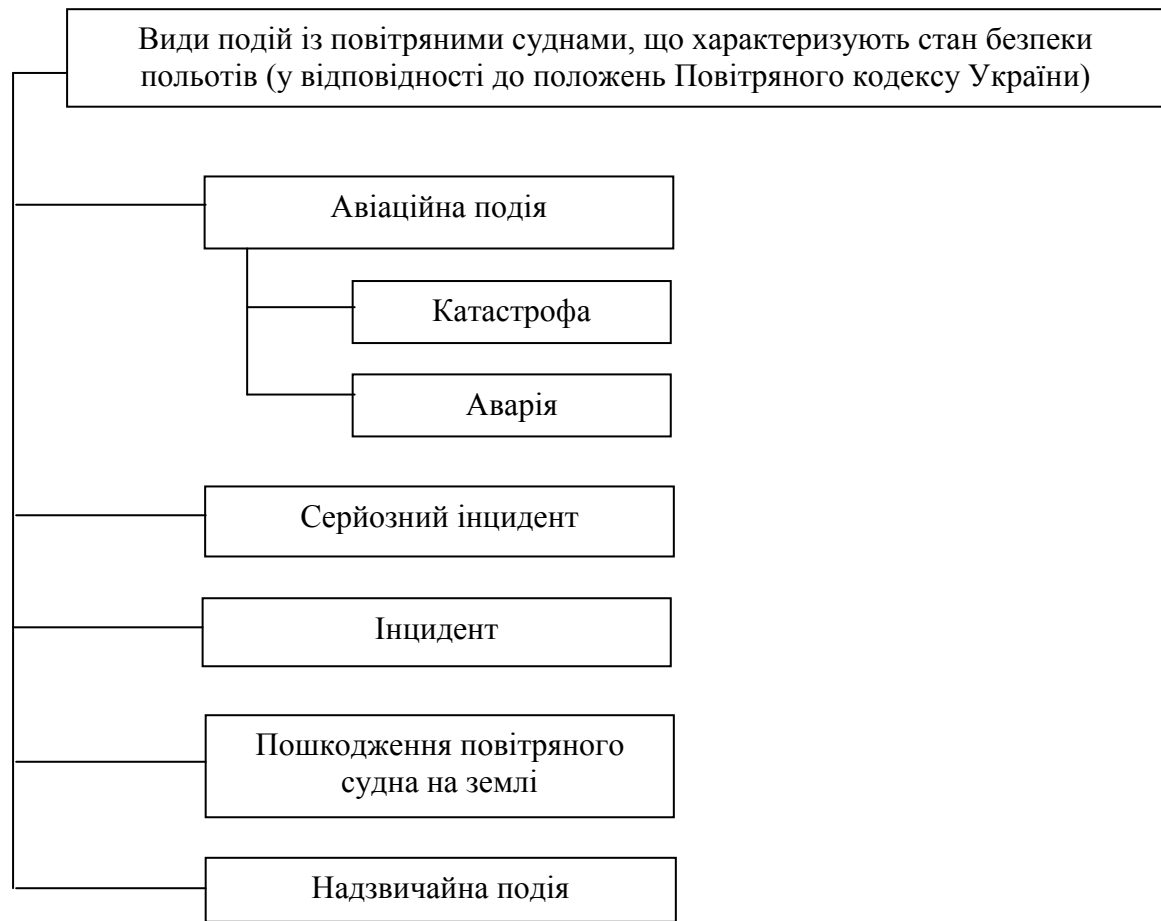 Види подій із повітряними суднами, що характеризують стан безпеки
польотів (у відповідності до положень Повітряного кодексу України)
Авіаційна подія
Катастрофа
Аварія
Серйозний інцидент
Інцидент
Пошкодження повітряного
судна на землі
Надзвичайна подія